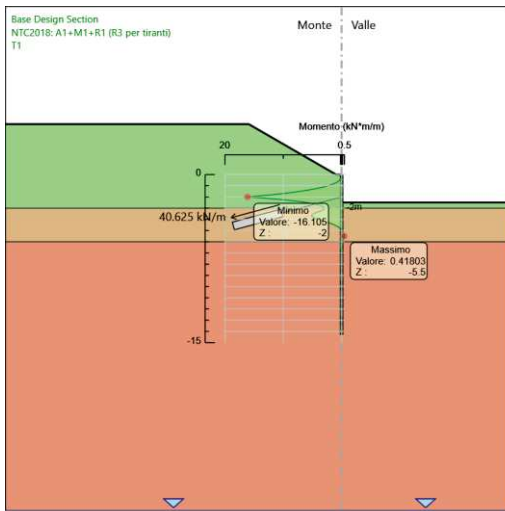 Base Design Section
NTC2018: A1+M1+R1 (R3 per tiranti)
T1
Monte
Valle
Momento (kN*m/m)
20
0.5
0
-2m
40.625 kN/m
Minimo
Valore: -16.105
Z : -2
Massimo
Valore: 0.41803
Z : -5.5
-15